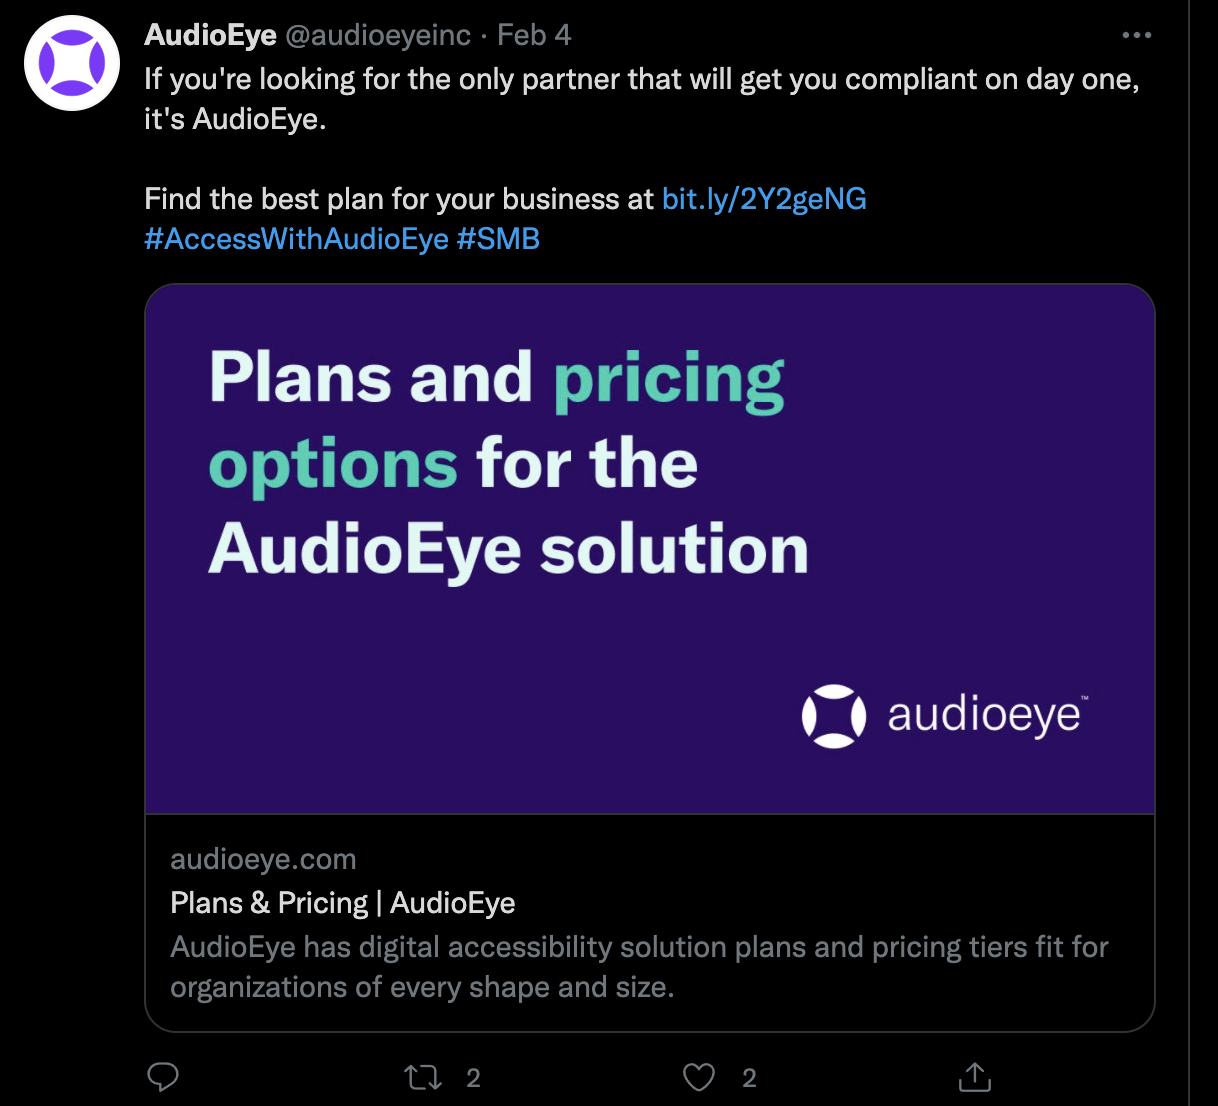 AudioEye @audioeyeinc · Feb 4
If you're looking for the only partner that will get you compliant on day one,
it's AudioEye.
Find the best plan for your business at bit.ly/2Y2geNG
#AccessWithAudioEye #SMB
Plans and pricing
options for the
AudioEye solution
audioeye™
audioeye.com
Plans & Pricing | AudioEye
AudioEye has digital accessibility solution plans and pricing tiers fit for
organizations of every shape and size.
2 2